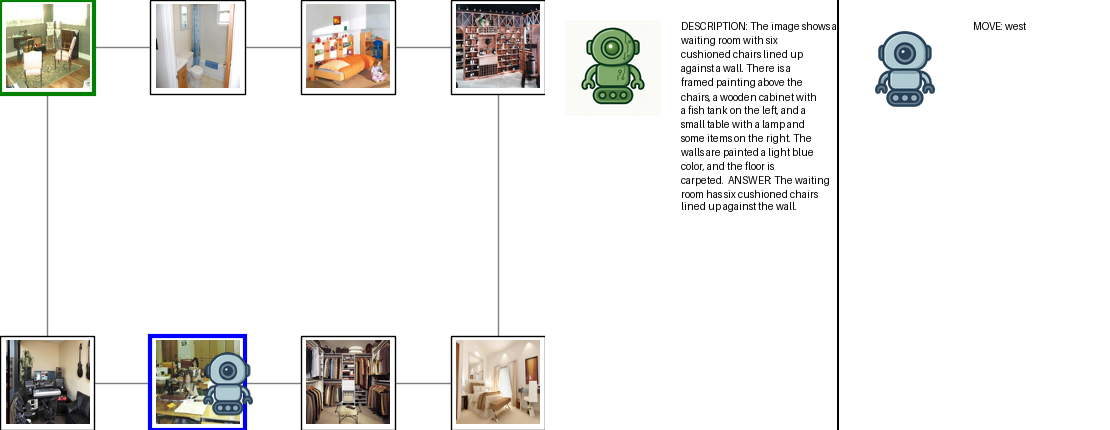 DESCRIPTION: The image shows a
waiting room with six
cushioned chairs lined up
against a wall. There is a
framed painting above the
chairs, a wooden cabinet with
a fish tank on the left, and a
small table with a lamp and
some items on the right. The
walls are painted a light blue
color, and the floor is
carpeted.  ANSWER: The waiting
room has six cushioned chairs
lined up against the wall.
MOVE: west